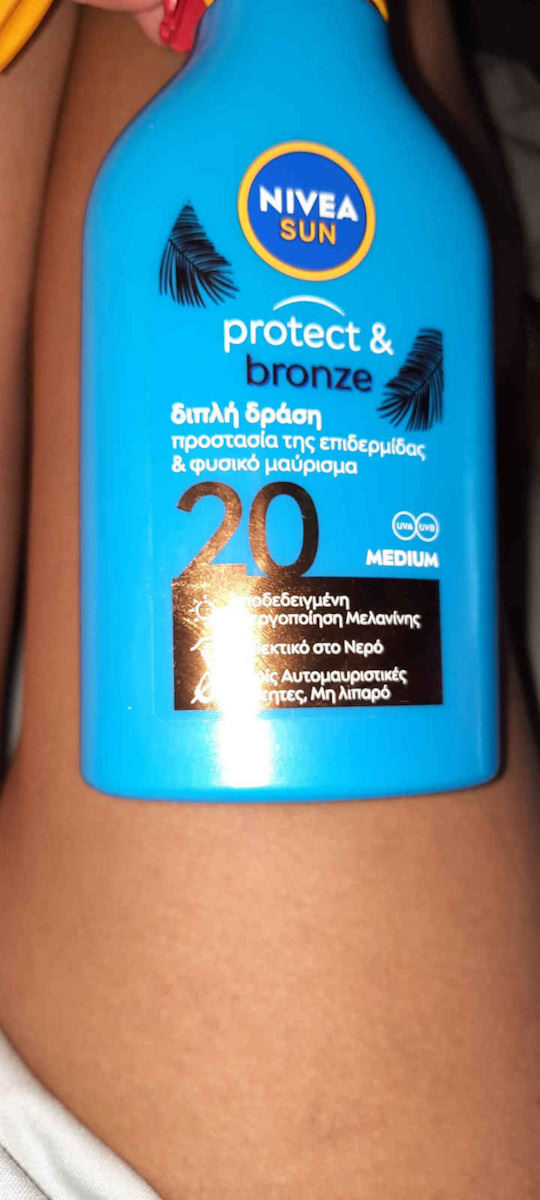 NIVEA
SUN
protect &
bronze
διπλή δράση
προστασία της επιδερμίδας
& φυσικό μαύρισμα
20
UVA UVB
MEDIUM
Μελανίνης
στο Νερό
Αυτομαυριστικές
Μη λιπαρό